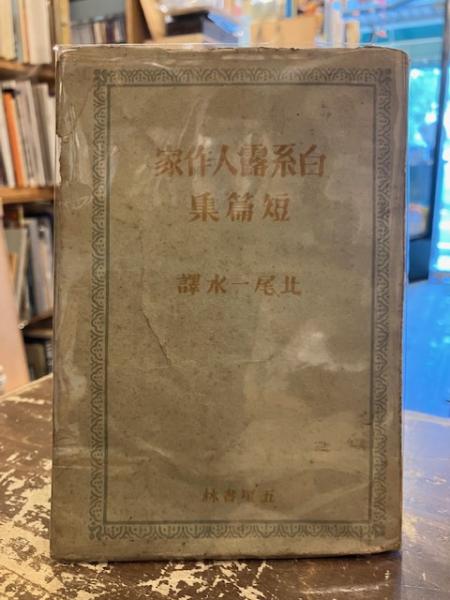 白系露人作家
短篇集
北尾一水譯
五星書林